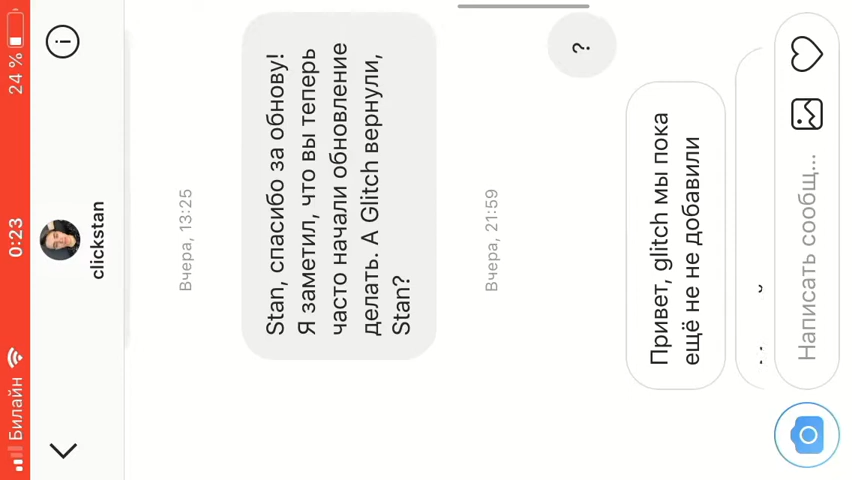 Билайн 0:23 24 %
clickstan
Вчера, 13:25
Stan, спасибо за обнову!
Я заметил, что вы теперь
часто начали обновление
делать. А Glitch вернули,
Stan?
Вчера, 21:59
?
Привет, glitch мы пока
ещё не не добавили
Написать сообщ...